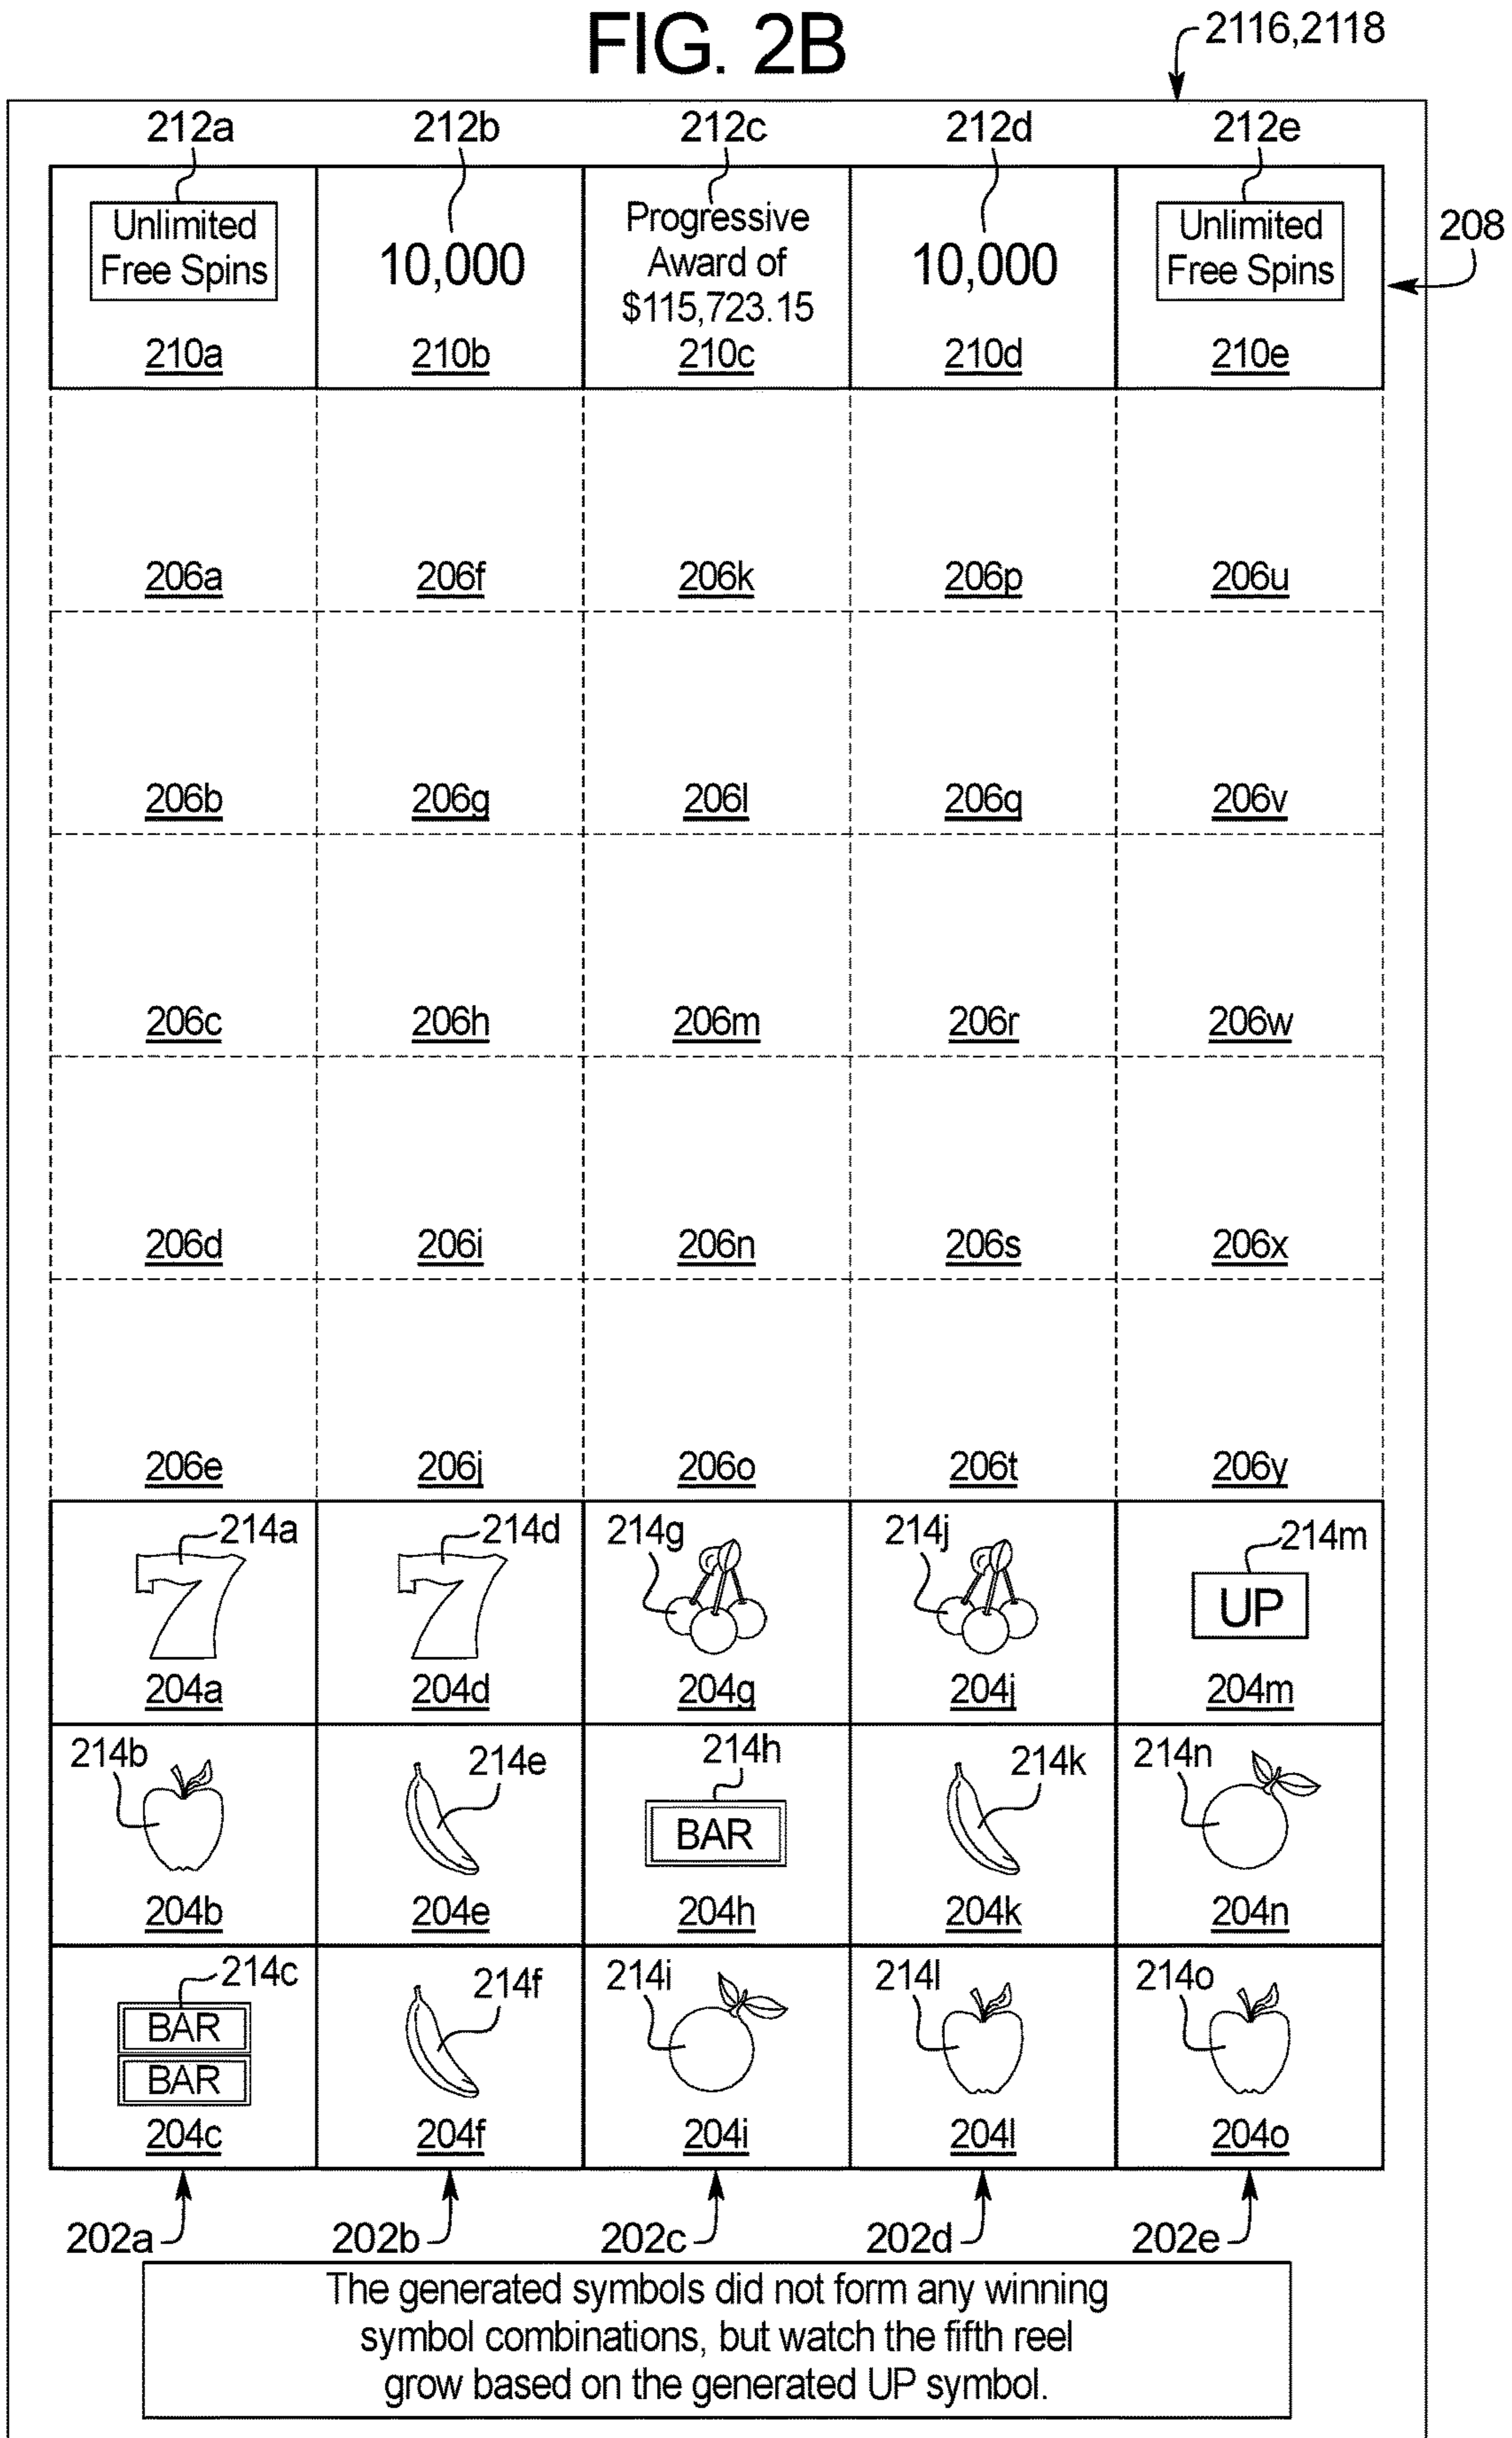 FIG. 2B
2116,2118
212a 212b 212c 212d 212e
208
Unlimited
Free Spins
210a
10,000
210b
Progressive
Award of
$115,723.15
210c
10,000
210d
Unlimited
Free Spins
210e
206a 206f 206k 206p 206u
206b 206g 206l 206q 206v
206c 206h 206m 206r 206w
206d 206i 206n 206s 206x
206e 206j 206o 206t 206y
214a 214d 214g 214j 214m
UP
204a 204d 204g 204j 204m
214b 214e 214h 214k 214n
BAR
204b 204e 204h 204k 204n
214c 214f 214i 214l 214o
BAR
BAR
204c 204f 204i 204l 204o
202a 202b 202c 202d 202e
The generated symbols did not form any winning
symbol combinations, but watch the fifth reel
grow based on the generated UP symbol.